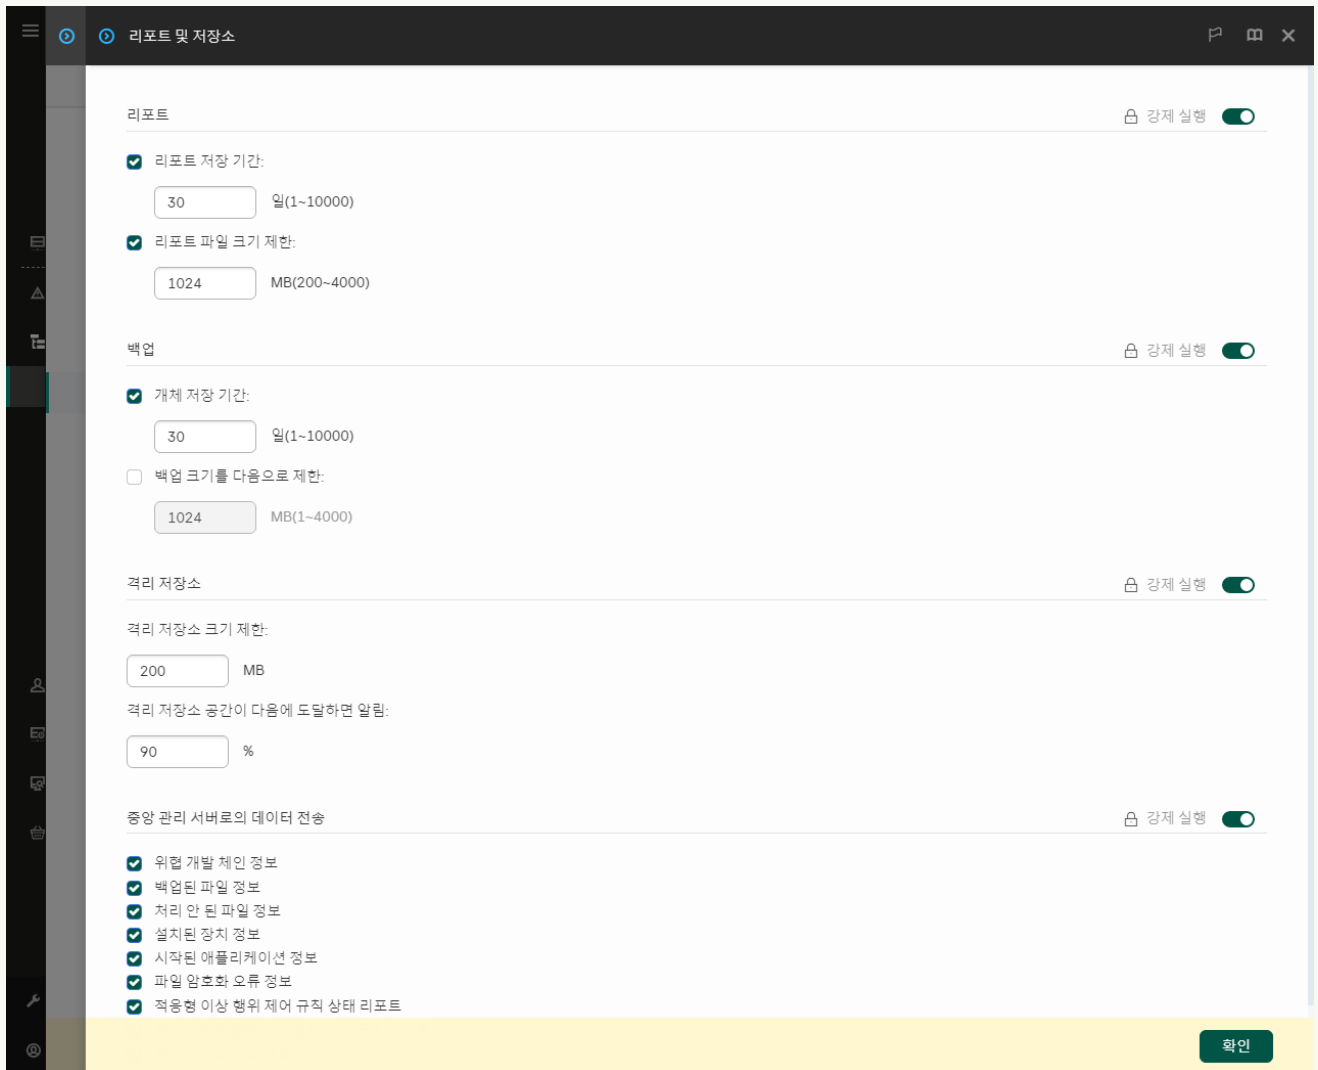 리포트 및 저장소
리포트
강제 실행
리포트 저장 기간:
30 일(1~10000)
리포트 파일 크기 제한:
1024 MB(200~4000)
백업
강제 실행
개체 저장 기간:
30 일(1~10000)
백업 크기를 다음으로 제한:
1024 MB(1~4000)
격리 저장소
강제 실행
격리 저장소 크기 제한:
200 MB
격리 저장소 공간이 다음에 도달하면 알림:
90 %
중앙 관리 서버로의 데이터 전송
강제 실행
위협 개발 체인 정보
백업된 파일 정보
처리 안 된 파일 정보
설치된 장치 정보
시작된 애플리케이션 정보
파일 암호화 오류 정보
적응형 이상 행위 제어 규칙 상태 리포트
확인